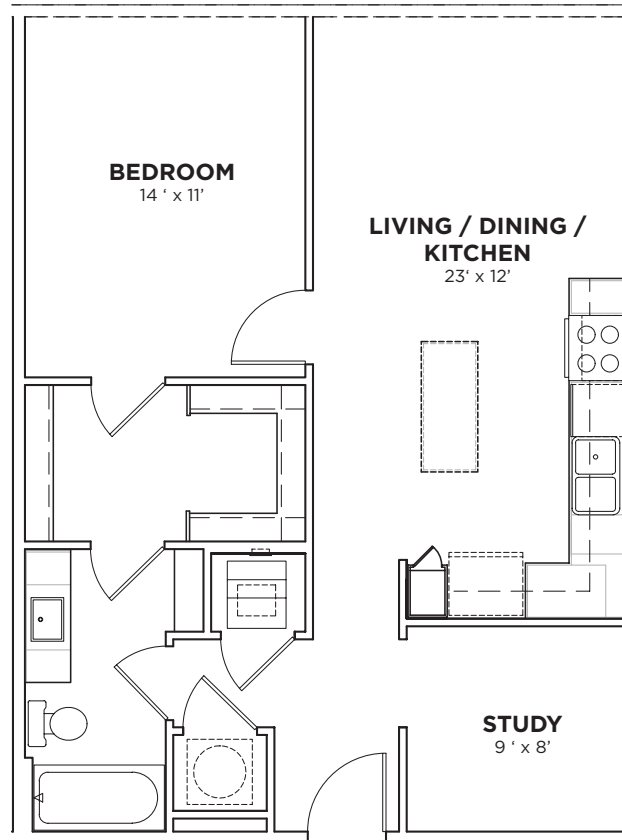 BEDROOM
14 ‘ x 11’
LIVING / DINING /
KITCHEN
23‘ x 12’
STUDY
9 ‘ x 8’